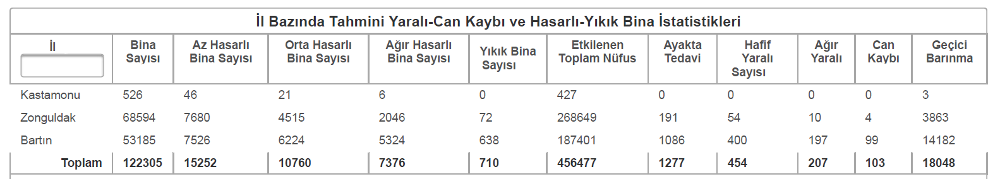 İl Bazında Tahmini Yaralı-Can Kaybı ve Hasarlı-Yıkık Bina İstatistikleri
İl Bina Sayısı Az Hasarlı Bina Sayısı Orta Hasarlı Bina Sayısı Ağır Hasarlı Bina Sayısı Yıkık Bina Sayısı Etkilenen Toplam Nüfus Ayakta Tedavi Hafif Yaralı Sayısı Ağır Yaralı Can Kaybı Geçici Barınma
Kastamonu 526 46 21 6 0 427 0 0 0 0 3
Zonguldak 68594 7680 4515 2046 72 268649 191 54 10 4 3863
Bartın 53185 7526 6224 5324 638 187401 1086 400 197 99 14182
Toplam 122305 15252 10760 7376 710 456477 1277 454 207 103 18048